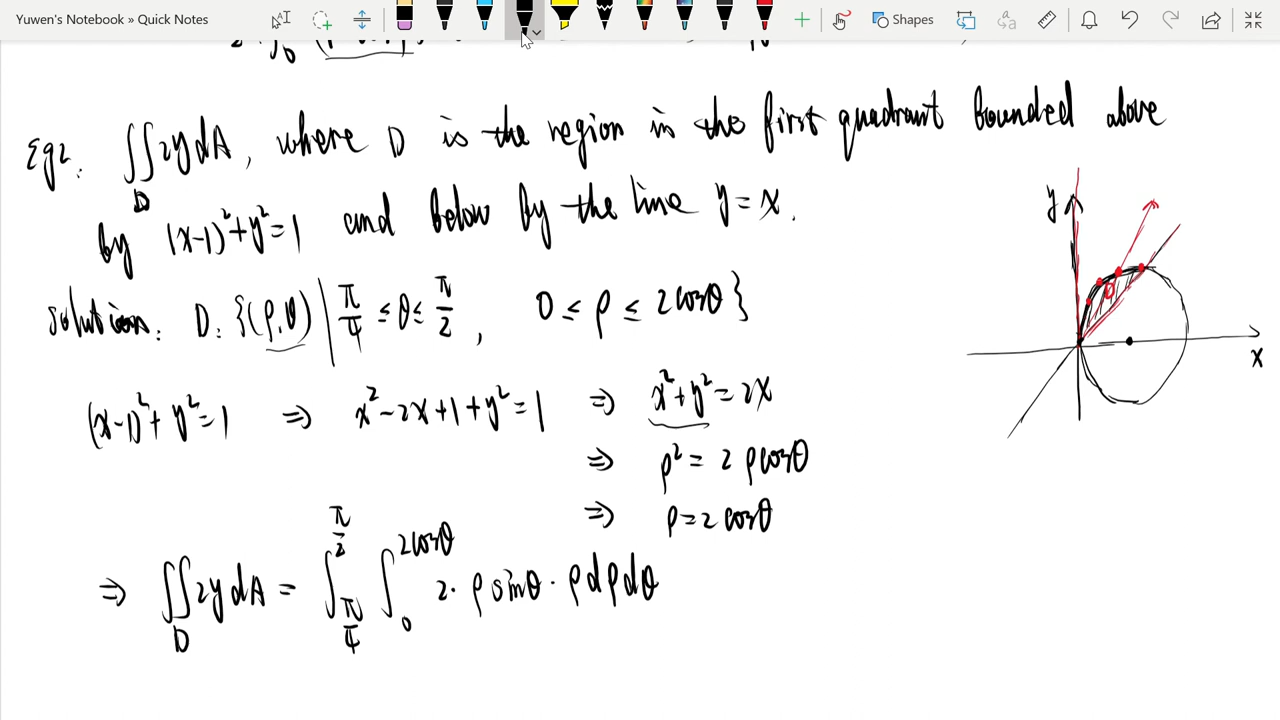 Yuwen's Notebook » Quick Notes
Shapes
Eg2. ∬_D 2y dA, where D is the region in the first quadrant bounded above
by (x-1)²+y²=1 and below by the line y=x.
solution: D: {(ρ,θ) | π/4 ≤ θ ≤ π/2, 0 ≤ ρ ≤ 2cosθ}
(x-1)²+y²=1 ⇒ x²-2x+1+y²=1 ⇒ x²+y²=2x
⇒ ρ² = 2ρcosθ
⇒ ρ=2cosθ
⇒ ∬_D 2y dA = ∫_{π/4}^{π/2} ∫_0^{2cosθ} 2·ρ sinθ·ρ dρ dθ
y
D
x